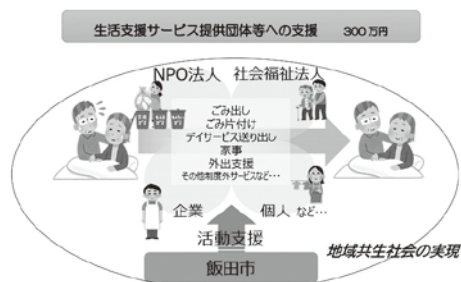 生活支援サービス提供団体等への支援　300万円
NPO法人　社会福祉法人
ごみ出し
ごみ片付け
デイサービス送り出し
家事
外出支援
その他制度外サービスなど…
企業　個人 など…
活動支援
地域共生社会の実現
飯田市